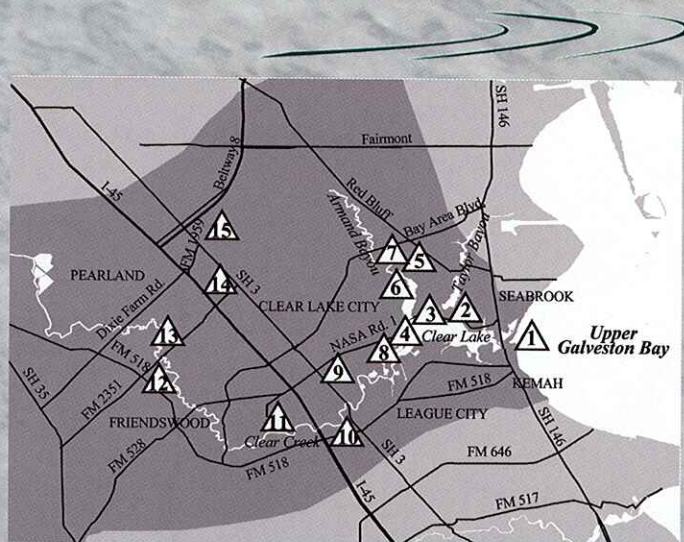 SH 146
Fairmont
Beltway 8
I-45
Red Bluff
Armand Bayou
Bay Area Blvd.
Taylor Bayou
FM 1959
15
7
5
PEARLAND
14
SH 3
6
CLEAR LAKE CITY
SEABROOK
Dixie Farm Rd.
3
2
13
NASA Rd. 1
4
Clear Lake
1
Upper
Galveston Bay
FM 518
8
SH 35
12
FM 2351
9
FM 518
KEMAH
FRIENDSWOOD
11
LEAGUE CITY
Clear Creek
10
SH 146
FM 528
FM 518
SH 3
FM 646
I-45
FM 517